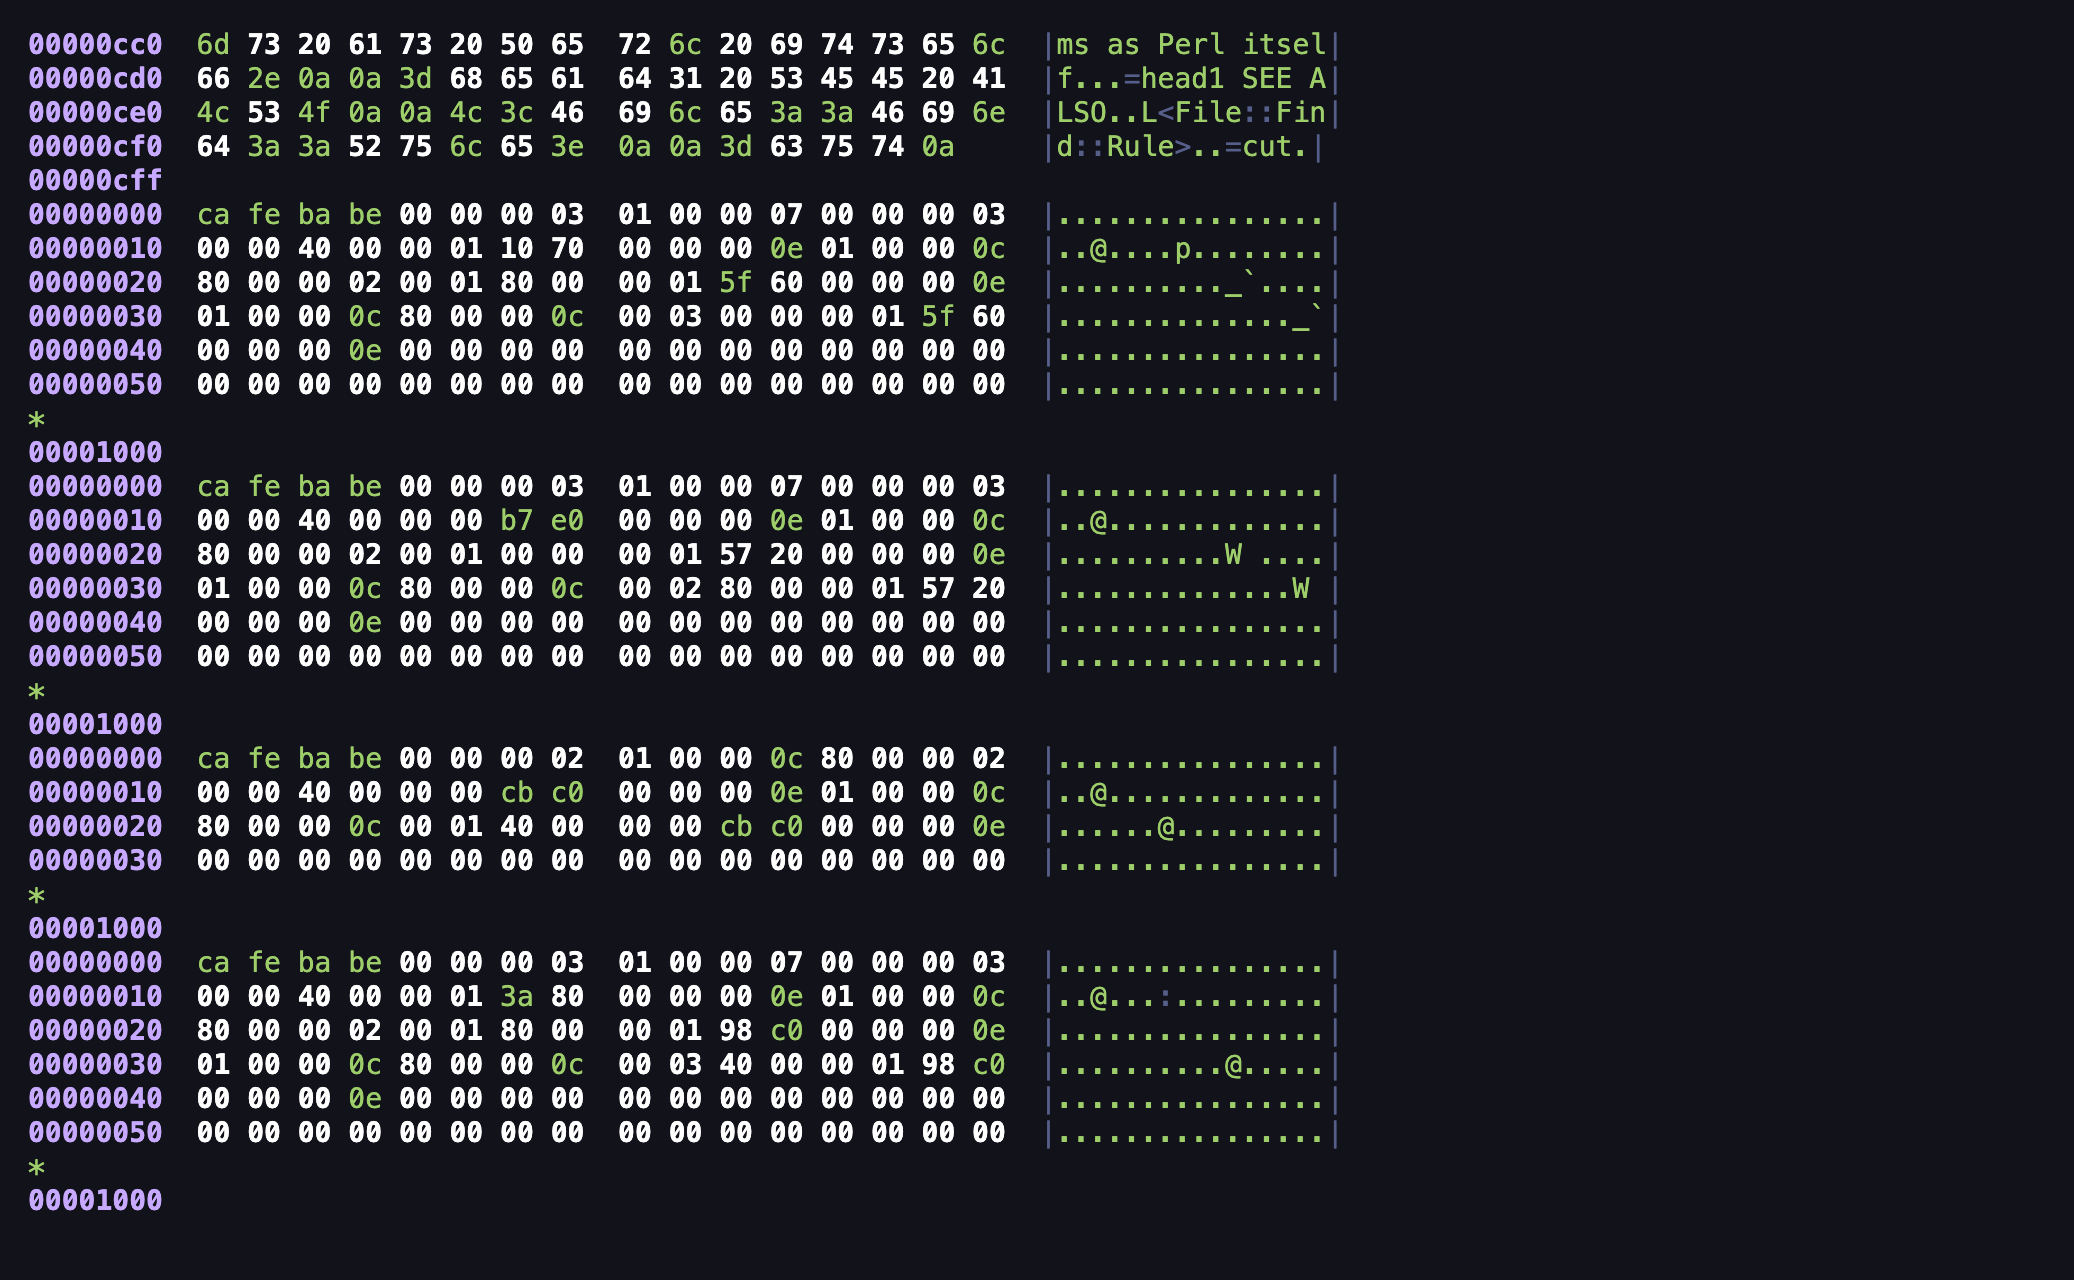 00000cc0  6d 73 20 61 73 20 50 65  72 6c 20 69 74 73 65 6c  |ms as Perl itsel|
00000cd0  66 2e 0a 0a 3d 68 65 61  64 31 20 53 45 45 20 41  |f...=head1 SEE A|
00000ce0  4c 53 4f 0a 0a 4c 3c 46  69 6c 65 3a 3a 46 69 6e  |LSO..L<File::Fin|
00000cf0  64 3a 3a 52 75 6c 65 3e  0a 0a 3d 63 75 74 0a     |d::Rule>..=cut.|
00000cff
00000000  ca fe ba be 00 00 00 03  01 00 00 07 00 00 00 03  |................|
00000010  00 00 40 00 00 01 10 70  00 00 00 0e 01 00 00 0c  |..@....p........|
00000020  80 00 00 02 00 01 80 00  00 01 5f 60 00 00 00 0e  |.........._`....|
00000030  01 00 00 0c 80 00 00 0c  00 03 00 00 00 01 5f 60  |.............._`|
00000040  00 00 00 0e 00 00 00 00  00 00 00 00 00 00 00 00  |................|
00000050  00 00 00 00 00 00 00 00  00 00 00 00 00 00 00 00  |................|
*
00001000
00000000  ca fe ba be 00 00 00 03  01 00 00 07 00 00 00 03  |................|
00000010  00 00 40 00 00 00 b7 e0  00 00 00 0e 01 00 00 0c  |..@.............|
00000020  80 00 00 02 00 01 00 00  00 01 57 20 00 00 00 0e  |..........W ....|
00000030  01 00 00 0c 80 00 00 0c  00 02 80 00 00 01 57 20  |..............W |
00000040  00 00 00 0e 00 00 00 00  00 00 00 00 00 00 00 00  |................|
00000050  00 00 00 00 00 00 00 00  00 00 00 00 00 00 00 00  |................|
*
00001000
00000000  ca fe ba be 00 00 00 02  01 00 00 0c 80 00 00 02  |................|
00000010  00 00 40 00 00 00 cb c0  00 00 00 0e 01 00 00 0c  |..@.............|
00000020  80 00 00 0c 00 01 40 00  00 00 cb c0 00 00 00 0e  |......@.........|
00000030  00 00 00 00 00 00 00 00  00 00 00 00 00 00 00 00  |................|
*
00001000
00000000  ca fe ba be 00 00 00 03  01 00 00 07 00 00 00 03  |................|
00000010  00 00 40 00 00 01 3a 80  00 00 00 0e 01 00 00 0c  |..@...:.........|
00000020  80 00 00 02 00 01 80 00  00 01 98 c0 00 00 00 0e  |................|
00000030  01 00 00 0c 80 00 00 0c  00 03 40 00 00 01 98 c0  |..........@.....|
00000040  00 00 00 0e 00 00 00 00  00 00 00 00 00 00 00 00  |................|
00000050  00 00 00 00 00 00 00 00  00 00 00 00 00 00 00 00  |................|
*
00001000